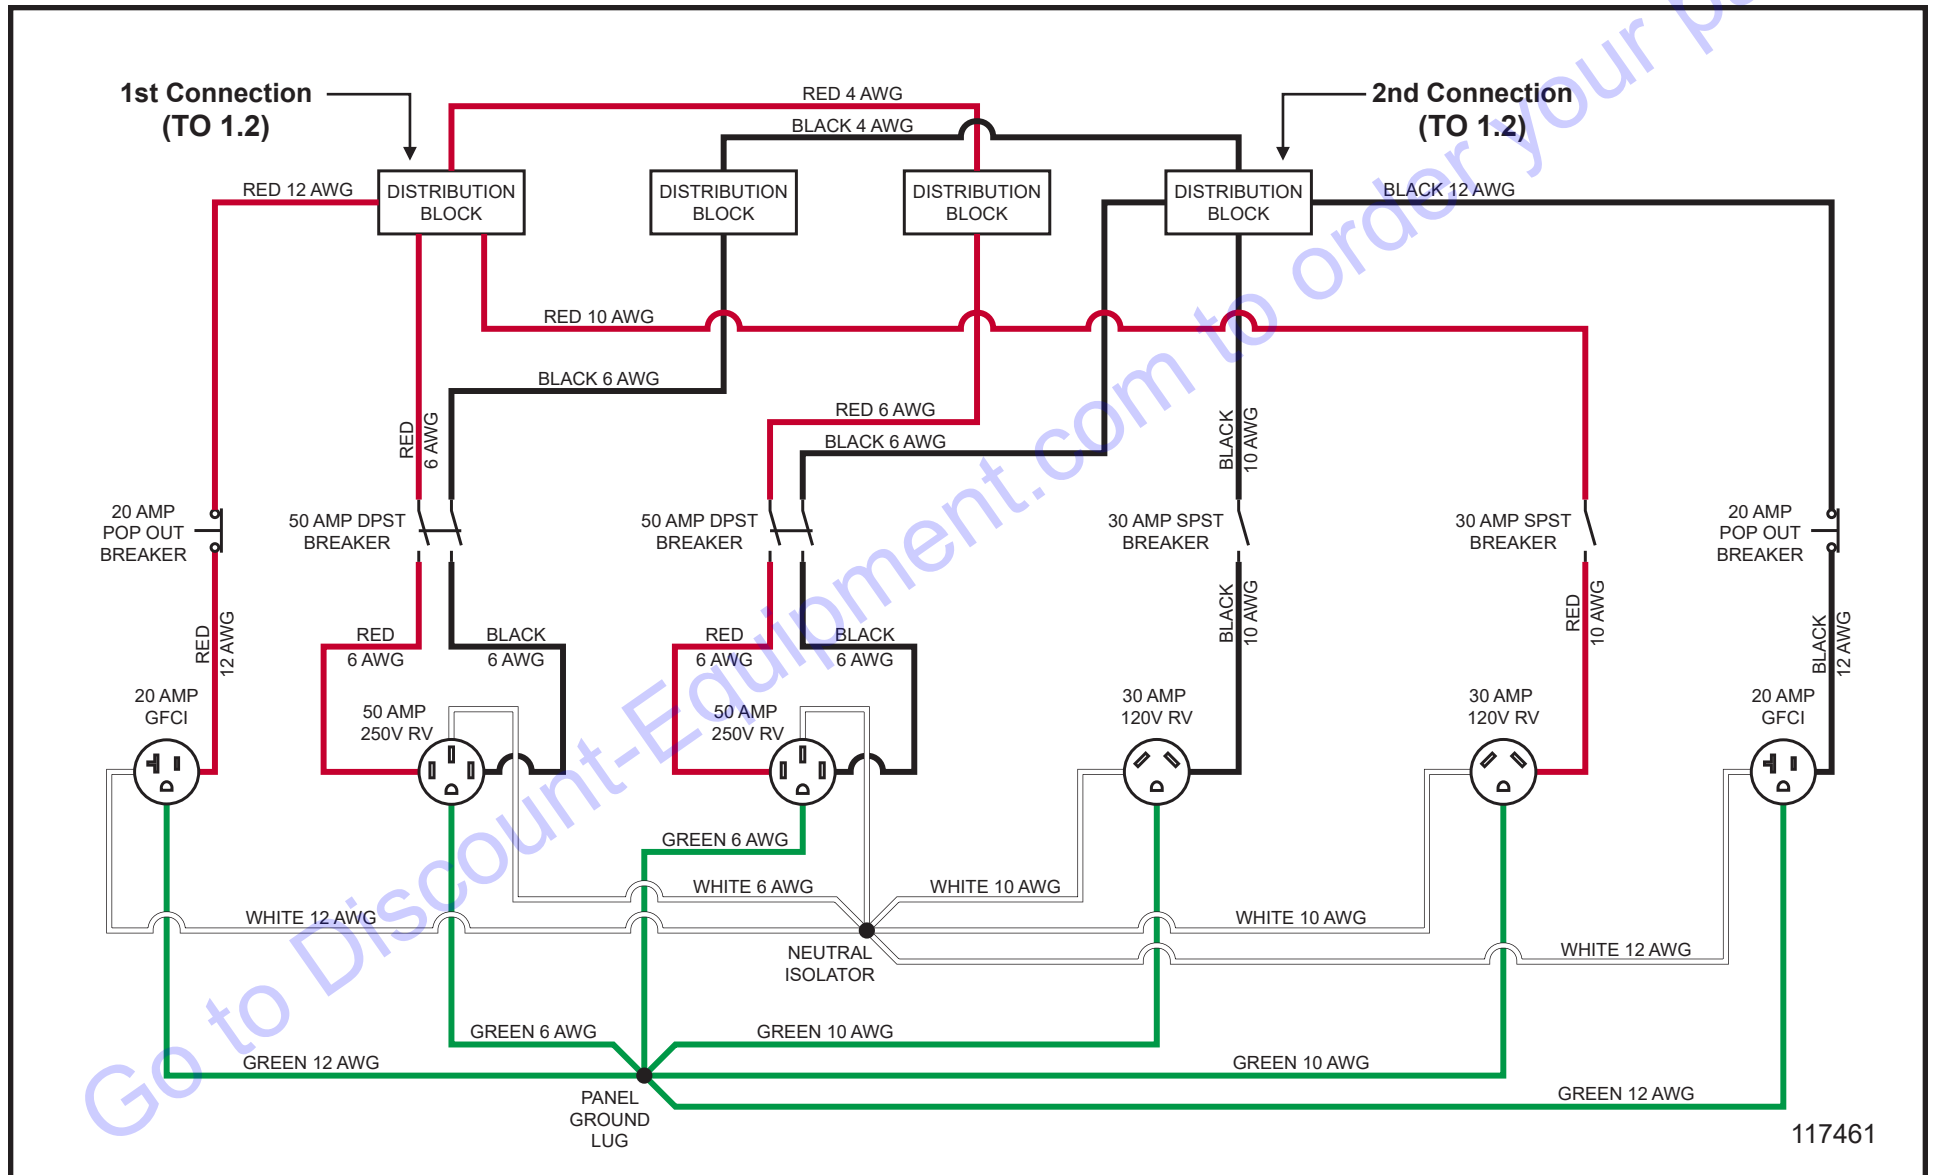 1st Connection
(TO 1.2)
RED 4 AWG
BLACK 4 AWG
2nd Connection
(TO 1.2)
RED 12 AWG
DISTRIBUTION
BLOCK
DISTRIBUTION
BLOCK
DISTRIBUTION
BLOCK
DISTRIBUTION
BLOCK
BLACK 12 AWG
RED 10 AWG
BLACK 6 AWG
RED 6 AWG
BLACK 6 AWG
RED
6 AWG
BLACK
10 AWG
20 AMP
POP OUT
BREAKER
50 AMP DPST
BREAKER
50 AMP DPST
BREAKER
30 AMP SPST
BREAKER
30 AMP SPST
BREAKER
20 AMP
POP OUT
BREAKER
RED
12 AWG
RED
6 AWG
BLACK
6 AWG
RED
6 AWG
BLACK
6 AWG
BLACK
10 AWG
RED
10 AWG
BLACK
12 AWG
20 AMP
GFCI
50 AMP
250V RV
50 AMP
250V RV
30 AMP
120V RV
30 AMP
120V RV
20 AMP
GFCI
GREEN 6 AWG
WHITE 6 AWG
WHITE 10 AWG
WHITE 12 AWG
WHITE 10 AWG
WHITE 12 AWG
NEUTRAL
ISOLATOR
GREEN 6 AWG
GREEN 10 AWG
GREEN 12 AWG
GREEN 10 AWG
GREEN 12 AWG
PANEL
GROUND
LUG
117461
Go to Discount-Equipment.com to order your